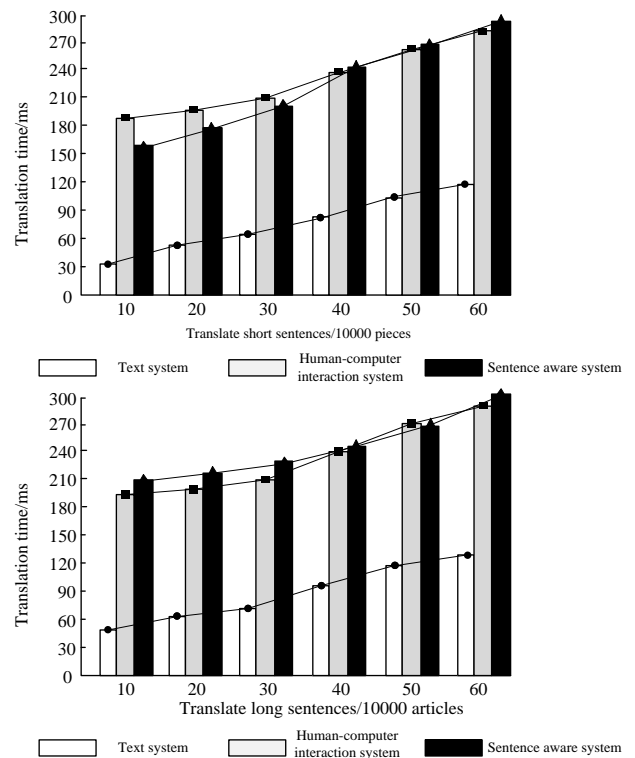 300
270
240
210
180
150
120
90
60
30
0
Translation time/ms
10 20 30 40 50 60
Translate short sentences/10000 pieces
Text system
Human-computer
interaction system
Sentence aware system
300
270
240
210
180
150
120
90
60
30
0
Translation time/ms
10 20 30 40 50 60
Translate long sentences/10000 articles
Text system
Human-computer
interaction system
Sentence aware system